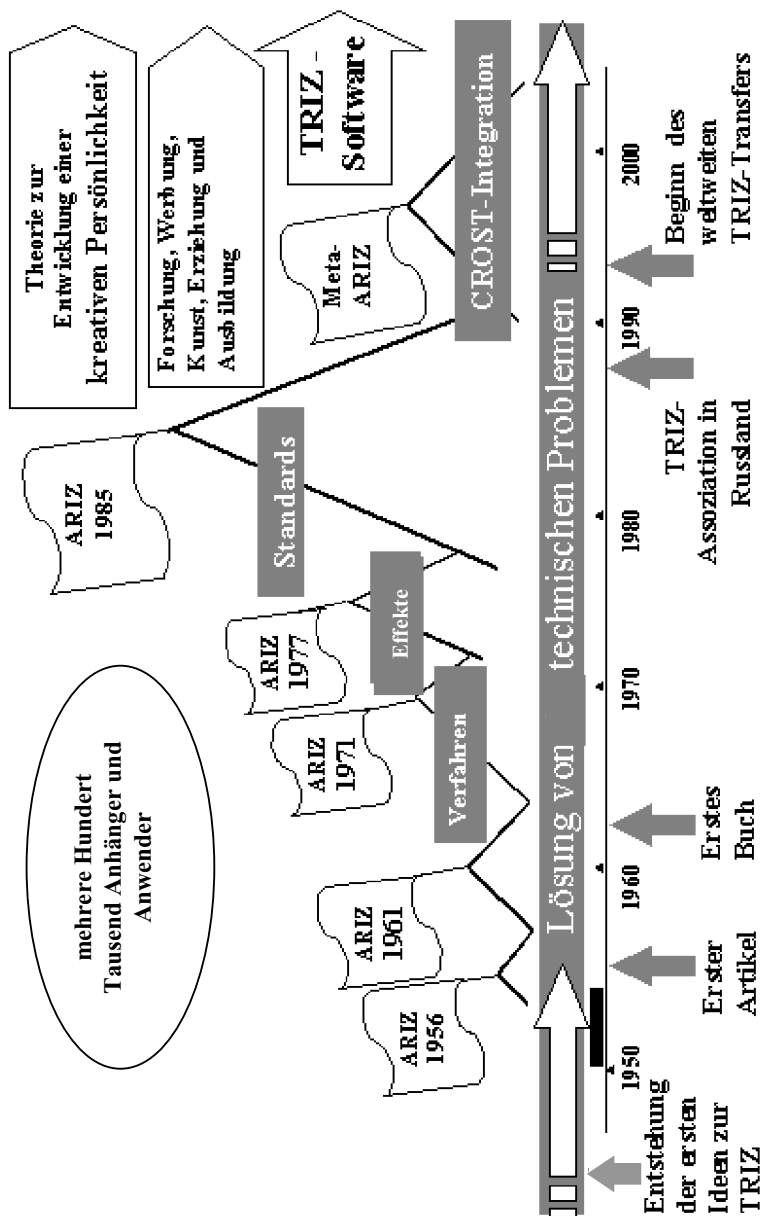 mehrere Hundert
Tausend Anhänger und
Anwender
Theorie zur
Entwicklung einer
kreativen Persönlichkeit
Forschung, Werbung,
Kunst, Erziehung und
Ausbildung
TRIZ -
Software
ARIZ
1956
ARIZ
1961
ARIZ
1971
ARIZ
1977
ARIZ
1985
Meta-
ARIZ
Verfahren
Effekte
Standards
CROST-Integration
Lösung von technischen Problemen
1950
1960
1970
1980
1990
2000
Entstehung
der ersten
Ideen zur
TRIZ
Erster
Artikel
Erstes
Buch
TRIZ-
Assoziation in
Russland
Beginn des
weltweiten
TRIZ-Transfers